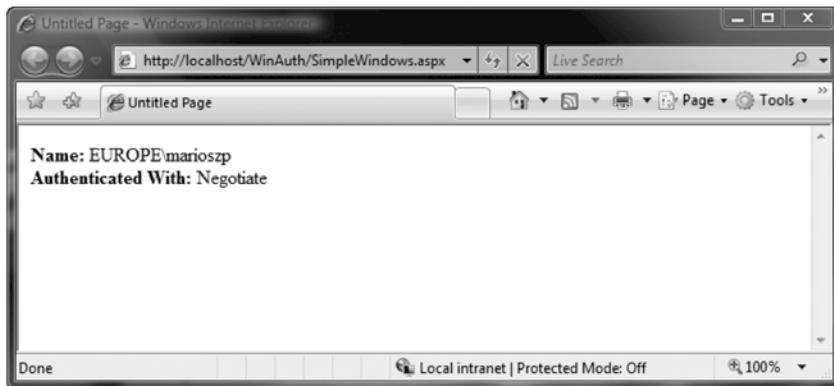 Untitled Page - Windows Internet Explorer
http://localhost/WinAuth/SimpleWindows.aspx
Live Search
Untitled Page
Page
Tools
Name: EUROPE\marioszp
Authenticated With: Negotiate
Done
Local intranet | Protected Mode: Off
100%